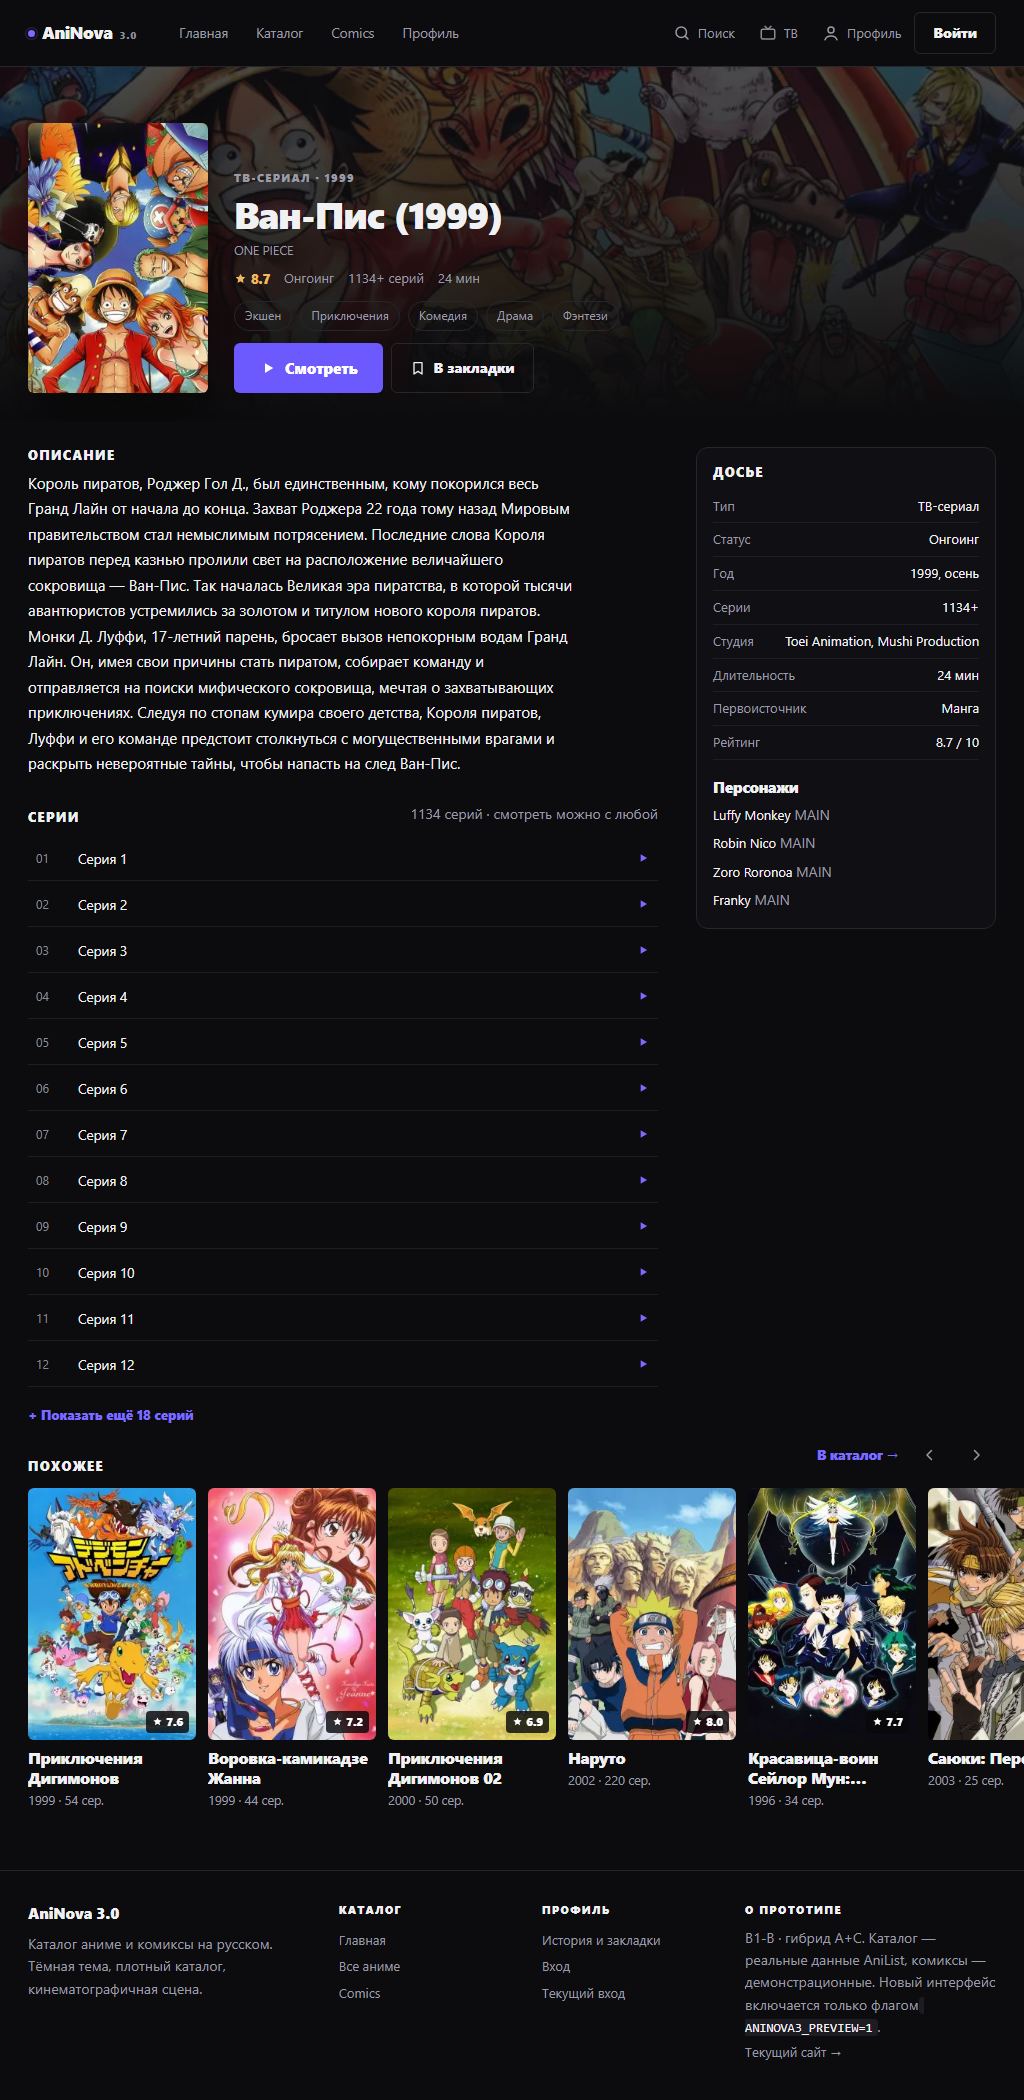 AniNova 3.0
Главная
Каталог
Comics
Профиль
Поиск
ТВ
Профиль
Войти
ТВ-СЕРИАЛ · 1999
Ван-Пис (1999)
ONE PIECE
★ 8.7 Онгоинг 1134+ серий 24 мин
Экшен
Приключения
Комедия
Драма
Фэнтези
Смотреть
В закладки
ОПИСАНИЕ
Король пиратов, Роджер Гол Д., был единственным, кому покорился весь
Гранд Лайн от начала до конца. Захват Роджера 22 года тому назад Мировым
правительством стал немыслимым потрясением. Последние слова Короля
пиратов перед казнью пролили свет на расположение величайшего
сокровища — Ван-Пис. Так началась Великая эра пиратства, в которой тысячи
авантюристов устремились за золотом и титулом нового короля пиратов.
Монки Д. Луффи, 17-летний парень, бросает вызов непокорным водам Гранд
Лайн. Он, имея свои причины стать пиратом, собирает команду и
отправляется на поиски мифического сокровища, мечтая о захватывающих
приключениях. Следуя по стопам кумира своего детства, Короля пиратов,
Луффи и его команде предстоит столкнуться с могущественными врагами и
раскрыть невероятные тайны, чтобы напасть на след Ван-Пис.
ДОСЬЕ
Тип ТВ-сериал
Статус Онгоинг
Год 1999, осень
Серии 1134+
Студия Toei Animation, Mushi Production
Длительность 24 мин
Первоисточник Манга
Рейтинг 8.7 / 10
Персонажи
Luffy Monkey MAIN
Robin Nico MAIN
Zoro Roronoa MAIN
Franky MAIN
СЕРИИ
1134 серий · смотреть можно с любой
01 Серия 1
02 Серия 2
03 Серия 3
04 Серия 4
05 Серия 5
06 Серия 6
07 Серия 7
08 Серия 8
09 Серия 9
10 Серия 10
11 Серия 11
12 Серия 12
+ Показать ещё 18 серий
ПОХОЖЕЕ
В каталог →
デジモン
アドベンチャー
★ 7.6
★ 7.2
★ 6.9
★ 8.0
★ 7.7
Приключения
Дигимонов
1999 · 54 сер.
Воровка-камикадзе
Жанна
1999 · 44 сер.
Приключения
Дигимонов 02
2000 · 50 сер.
Наруто
2002 · 220 сер.
Красавица-воин
Сейлор Мун:...
1996 · 34 сер.
Саюки: Пер
2003 · 25 сер.
AniNova 3.0
Каталог аниме и комиксы на русском.
Тёмная тема, плотный каталог,
кинематографичная сцена.
КАТАЛОГ
Главная
Все аниме
Comics
ПРОФИЛЬ
История и закладки
Вход
Текущий вход
О ПРОТОТИПЕ
B1-B · гибрид A+C. Каталог —
реальные данные AniList, комиксы —
демонстрационные. Новый интерфейс
включается только флагом
ANINOVA3_PREVIEW=1 .
Текущий сайт →